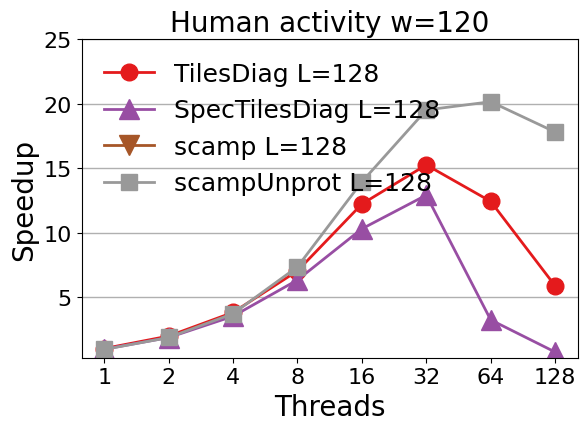 Human activity w=120
25
20
15
10
5
Speedup
TilesDiag L=128
SpecTilesDiag L=128
scamp L=128
scampUnprot L=128
1 2 4 8 16 32 64 128
Threads